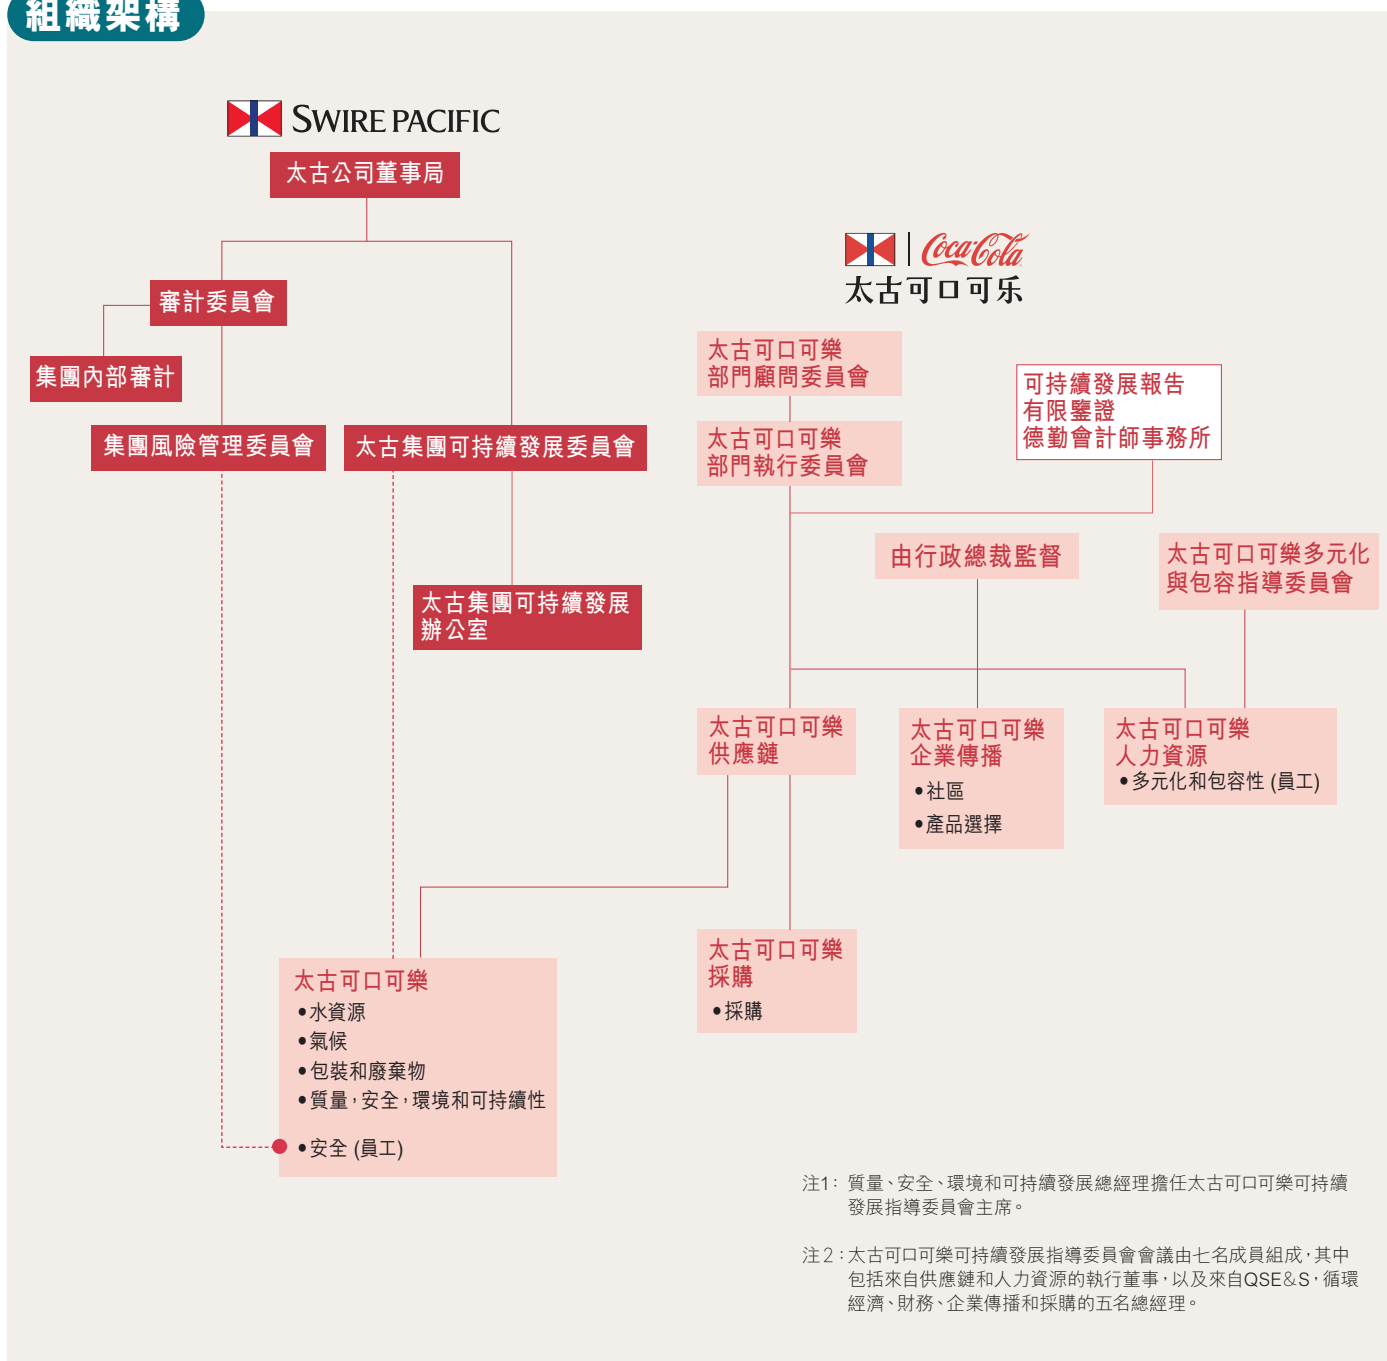 組織架構
SWIRE PACIFIC
太古公司董事局
Coca-Cola
太古可口可乐
審計委員會
集團內部審計
集團風險管理委員會
太古集團可持續發展委員會
太古集團可持續發展
辦公室
太古可口可樂
部門顧問委員會
太古可口可樂
部門執行委員會
可持續發展報告
有限鑒證
德勤會計師事務所
由行政總裁監督
太古可口可樂多元化
與包容指導委員會
太古可口可樂
供應鏈
太古可口可樂
企業傳播
•社區
•產品選擇
太古可口可樂
人力資源
•多元化和包容性 (員工)
太古可口可樂
採購
•採購
太古可口可樂
•水資源
•氣候
•包裝和廢棄物
•質量，安全，環境和可持續性
•安全 (員工)
注1： 質量、安全、環境和可持續發展總經理擔任太古可口可樂可持續
發展指導委員會主席。
注2：太古可口可樂可持續發展指導委員會會議由七名成員組成，其中
包括來自供應鏈和人力資源的執行董事，以及來自QSE&S，循環
經濟、財務、企業傳播和採購的五名總經理。